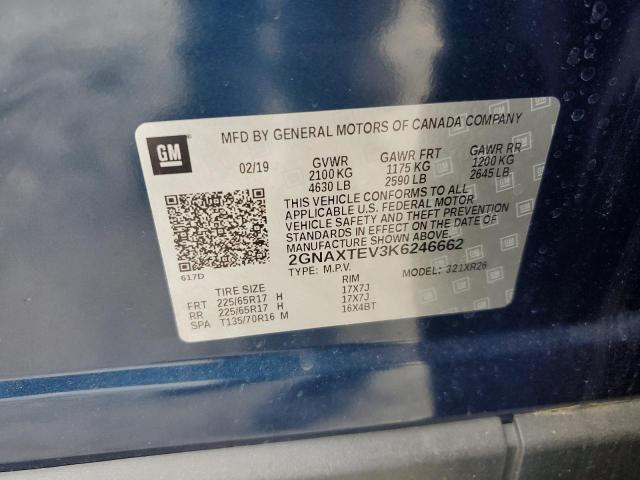 GM
MFD BY GENERAL MOTORS OF CANADA COMPANY
02/19 GVWR GAWR FRT GAWR RR
2100 KG 1175 KG 1200 KG
4630 LB 2590 LB 2645 LB
THIS VEHICLE CONFORMS TO ALL
APPLICABLE U.S. FEDERAL MOTOR
VEHICLE SAFETY AND THEFT PREVENTION
STANDARDS IN EFFECT ON THE DATE OF
MANUFACTURE SHOWN ABOVE.
2GNAXTEV3K6246662
617D
TYPE: M.P.V. MODEL: 321XR26
TIRE SIZE RIM
FRT 225/65R17 H 17X7J
RR 225/65R17 H 17X7J
SPA T135/70R16 M 16X4BT